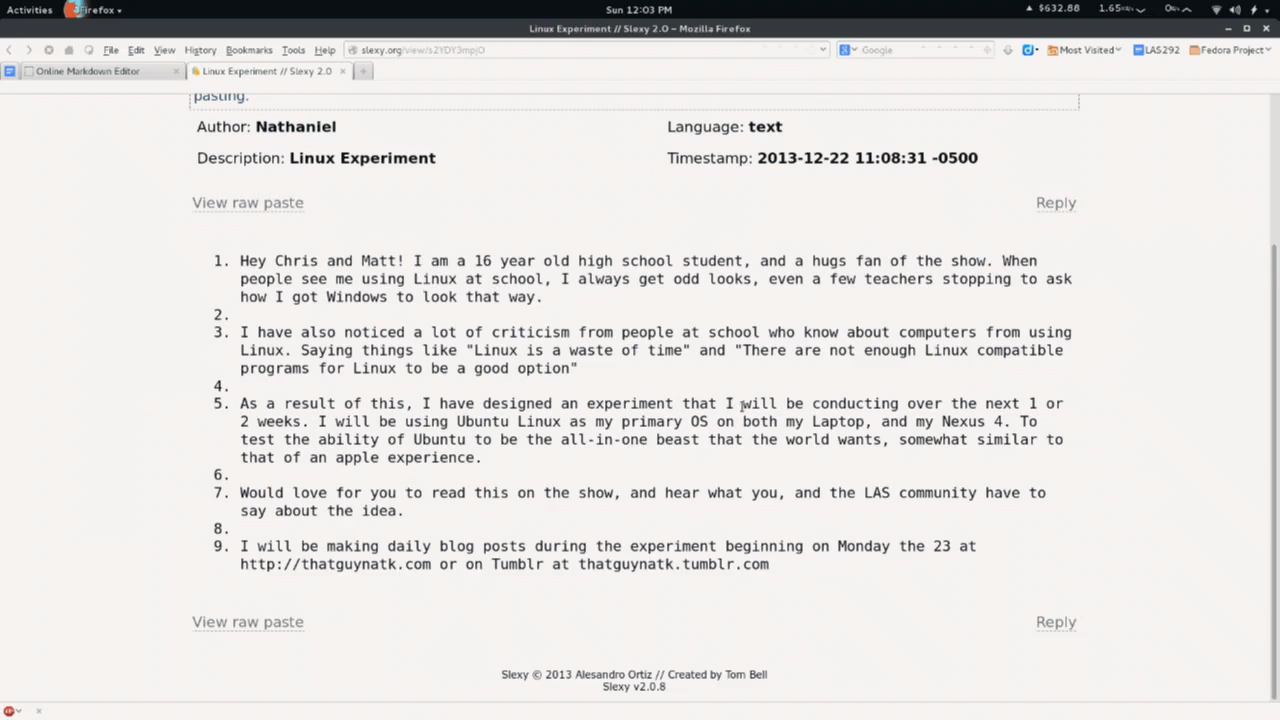 Activities Firefox Sun 12:03 PM $632.88 1.65 0%
Linux Experiment // Slexy 2.0 – Mozilla Firefox
File Edit View History Bookmarks Tools Help slexy.org/view/s2YDY3mpjO Google Most Visited LAS292 Fedora Project
Online Markdown Editor Linux Experiment // Slexy 2.0
pasting.
Author: Nathaniel Language: text
Description: Linux Experiment Timestamp: 2013-12-22 11:08:31 -0500
View raw paste Reply
1. Hey Chris and Matt! I am a 16 year old high school student, and a hugs fan of the show. When
people see me using Linux at school, I always get odd looks, even a few teachers stopping to ask
how I got Windows to look that way.
2.
3. I have also noticed a lot of criticism from people at school who know about computers from using
Linux. Saying things like "Linux is a waste of time" and "There are not enough Linux compatible
programs for Linux to be a good option"
4.
5. As a result of this, I have designed an experiment that I will be conducting over the next 1 or
2 weeks. I will be using Ubuntu Linux as my primary OS on both my Laptop, and my Nexus 4. To
test the ability of Ubuntu to be the all-in-one beast that the world wants, somewhat similar to
that of an apple experience.
6.
7. Would love for you to read this on the show, and hear what you, and the LAS community have to
say about the idea.
8.
9. I will be making daily blog posts during the experiment beginning on Monday the 23 at
http://thatguynatk.com or on Tumblr at thatguynatk.tumblr.com
View raw paste Reply
Slexy © 2013 Alesandro Ortiz // Created by Tom Bell
Slexy v2.0.8